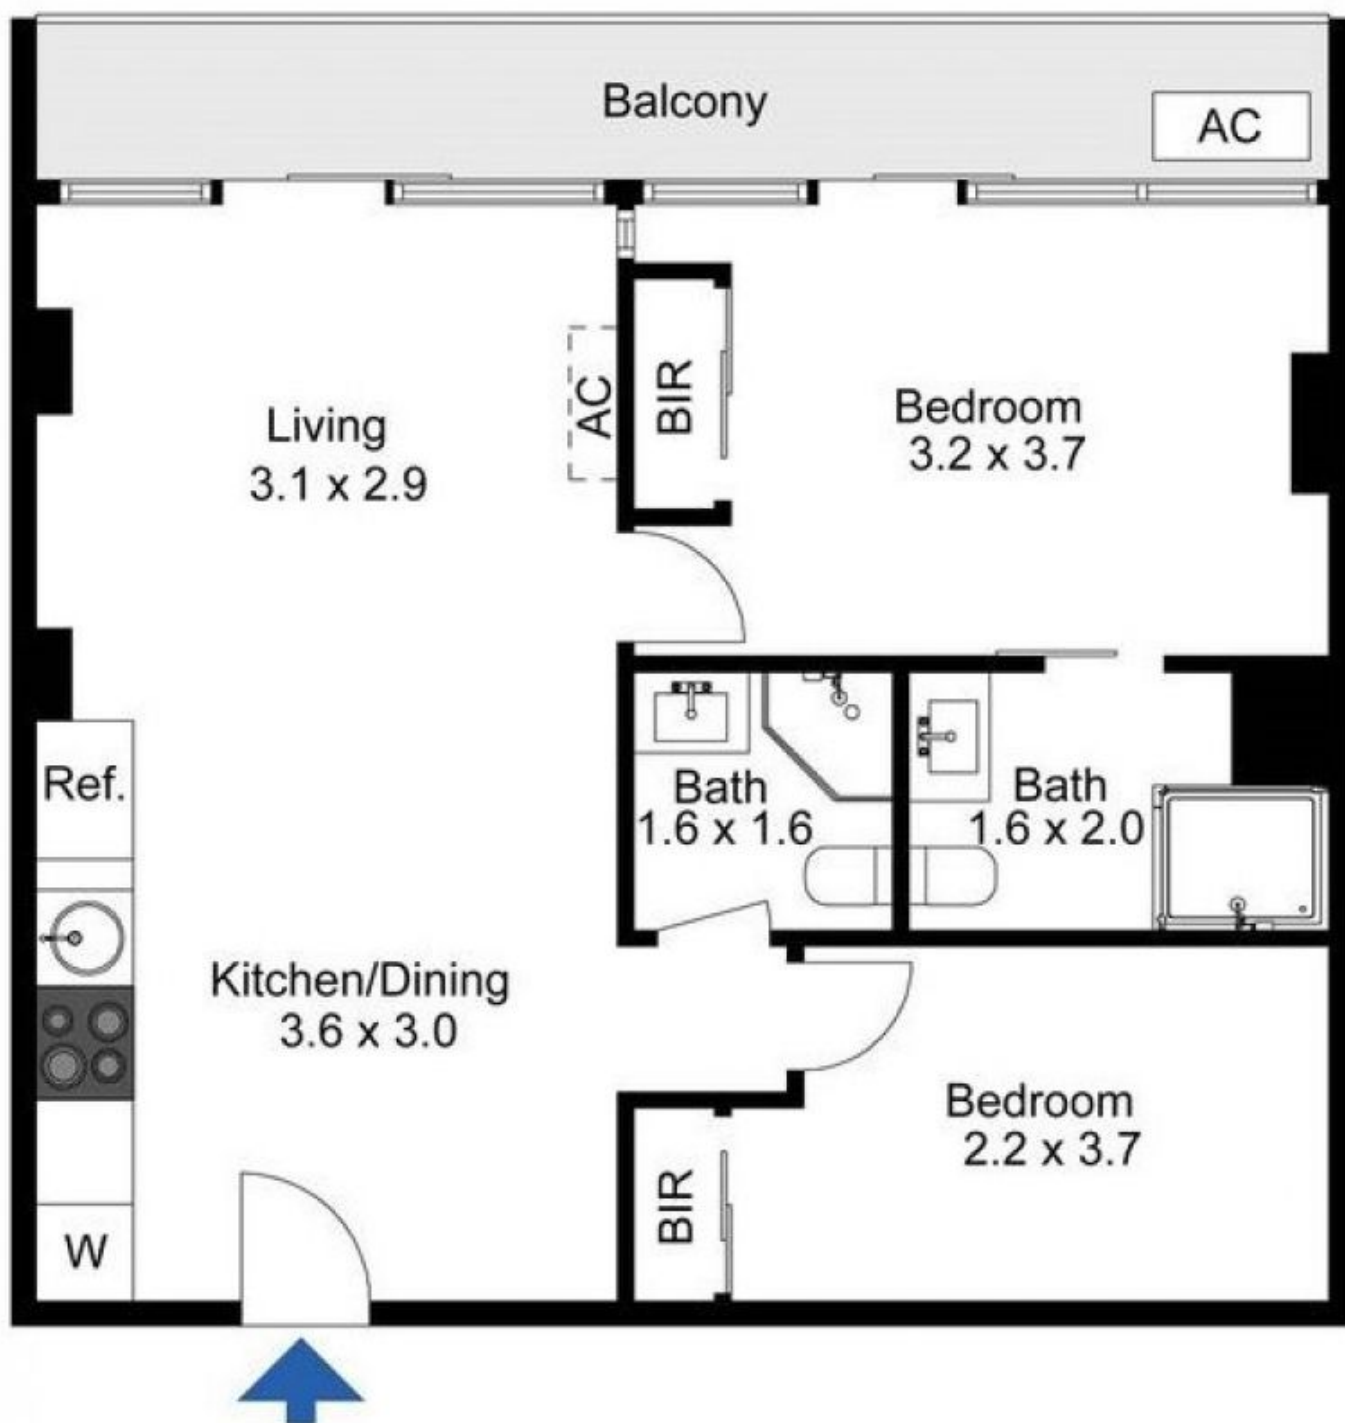 Balcony
AC
Living
3.1 x 2.9
AC
BIR
Bedroom
3.2 x 3.7
Ref.
Bath
1.6 x 1.6
Bath
1.6 x 2.0
Kitchen/Dining
3.6 x 3.0
Bedroom
2.2 x 3.7
BIR
W